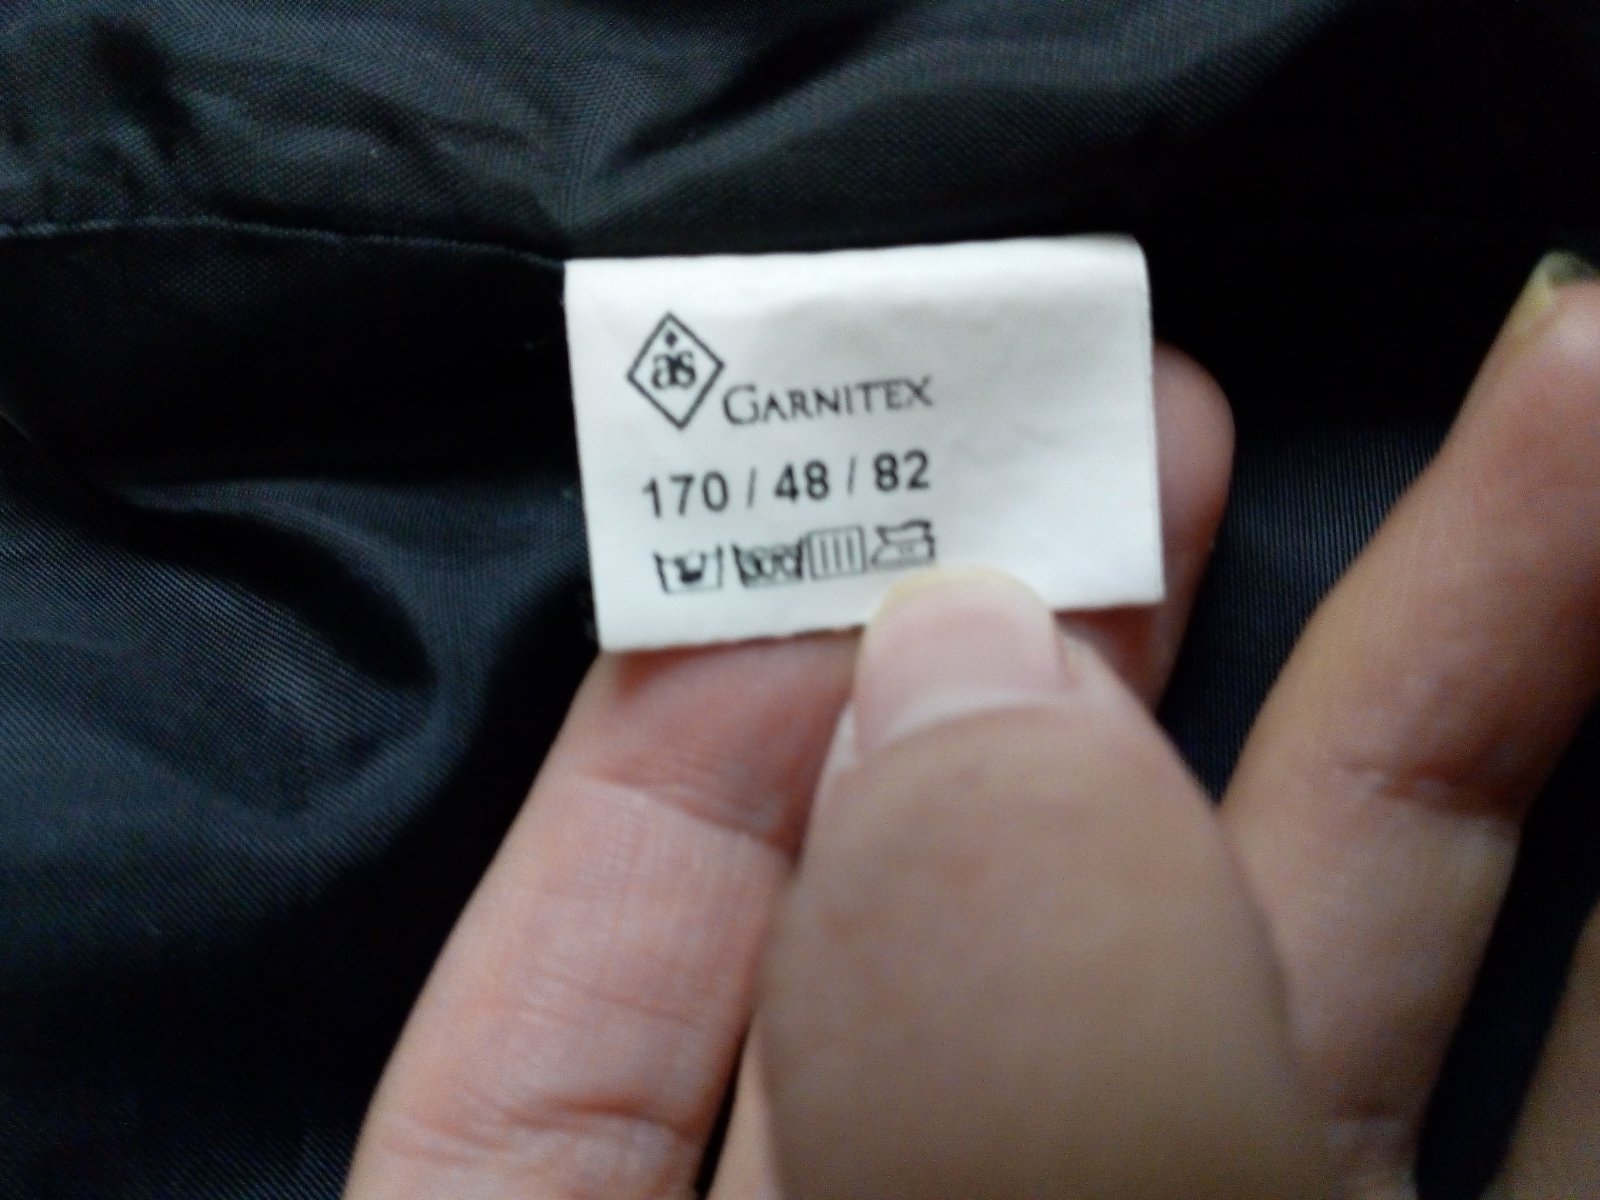 as GARNITEX
170 / 48 / 82